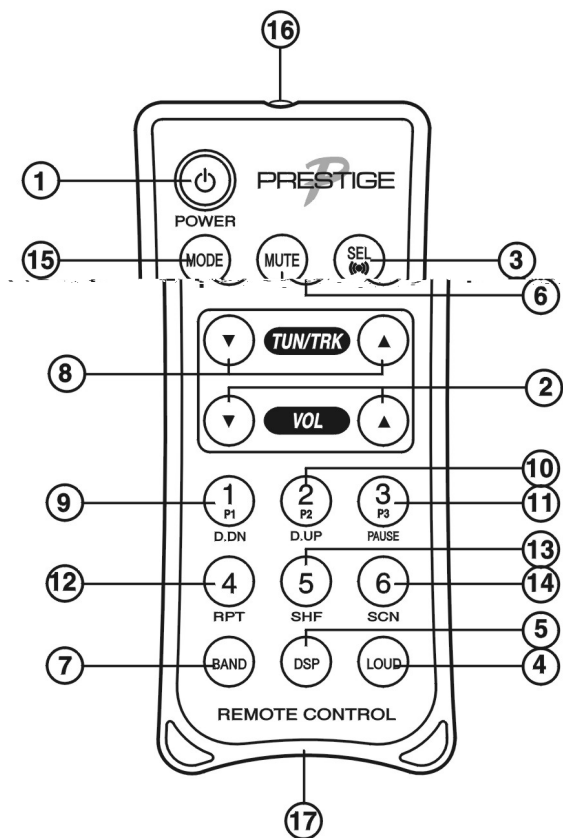 16
1
PRESTIGE
POWER
15 MODE MUTE SEL 3
6
▼ TUN/TRK ▲
8
2
▼ VOL ▲
10
9 1 2 3 11
P1 P2 P3
D.DN D.UP PAUSE
13
12 4 5 6 14
RPT SHF SCN
5
7 BAND DSP LOUD 4
REMOTE CONTROL
17